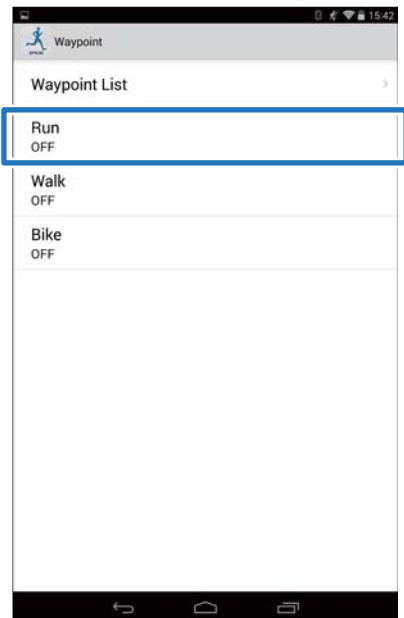 15:42
Waypoint
Waypoint List
Run
OFF
Walk
OFF
Bike
OFF